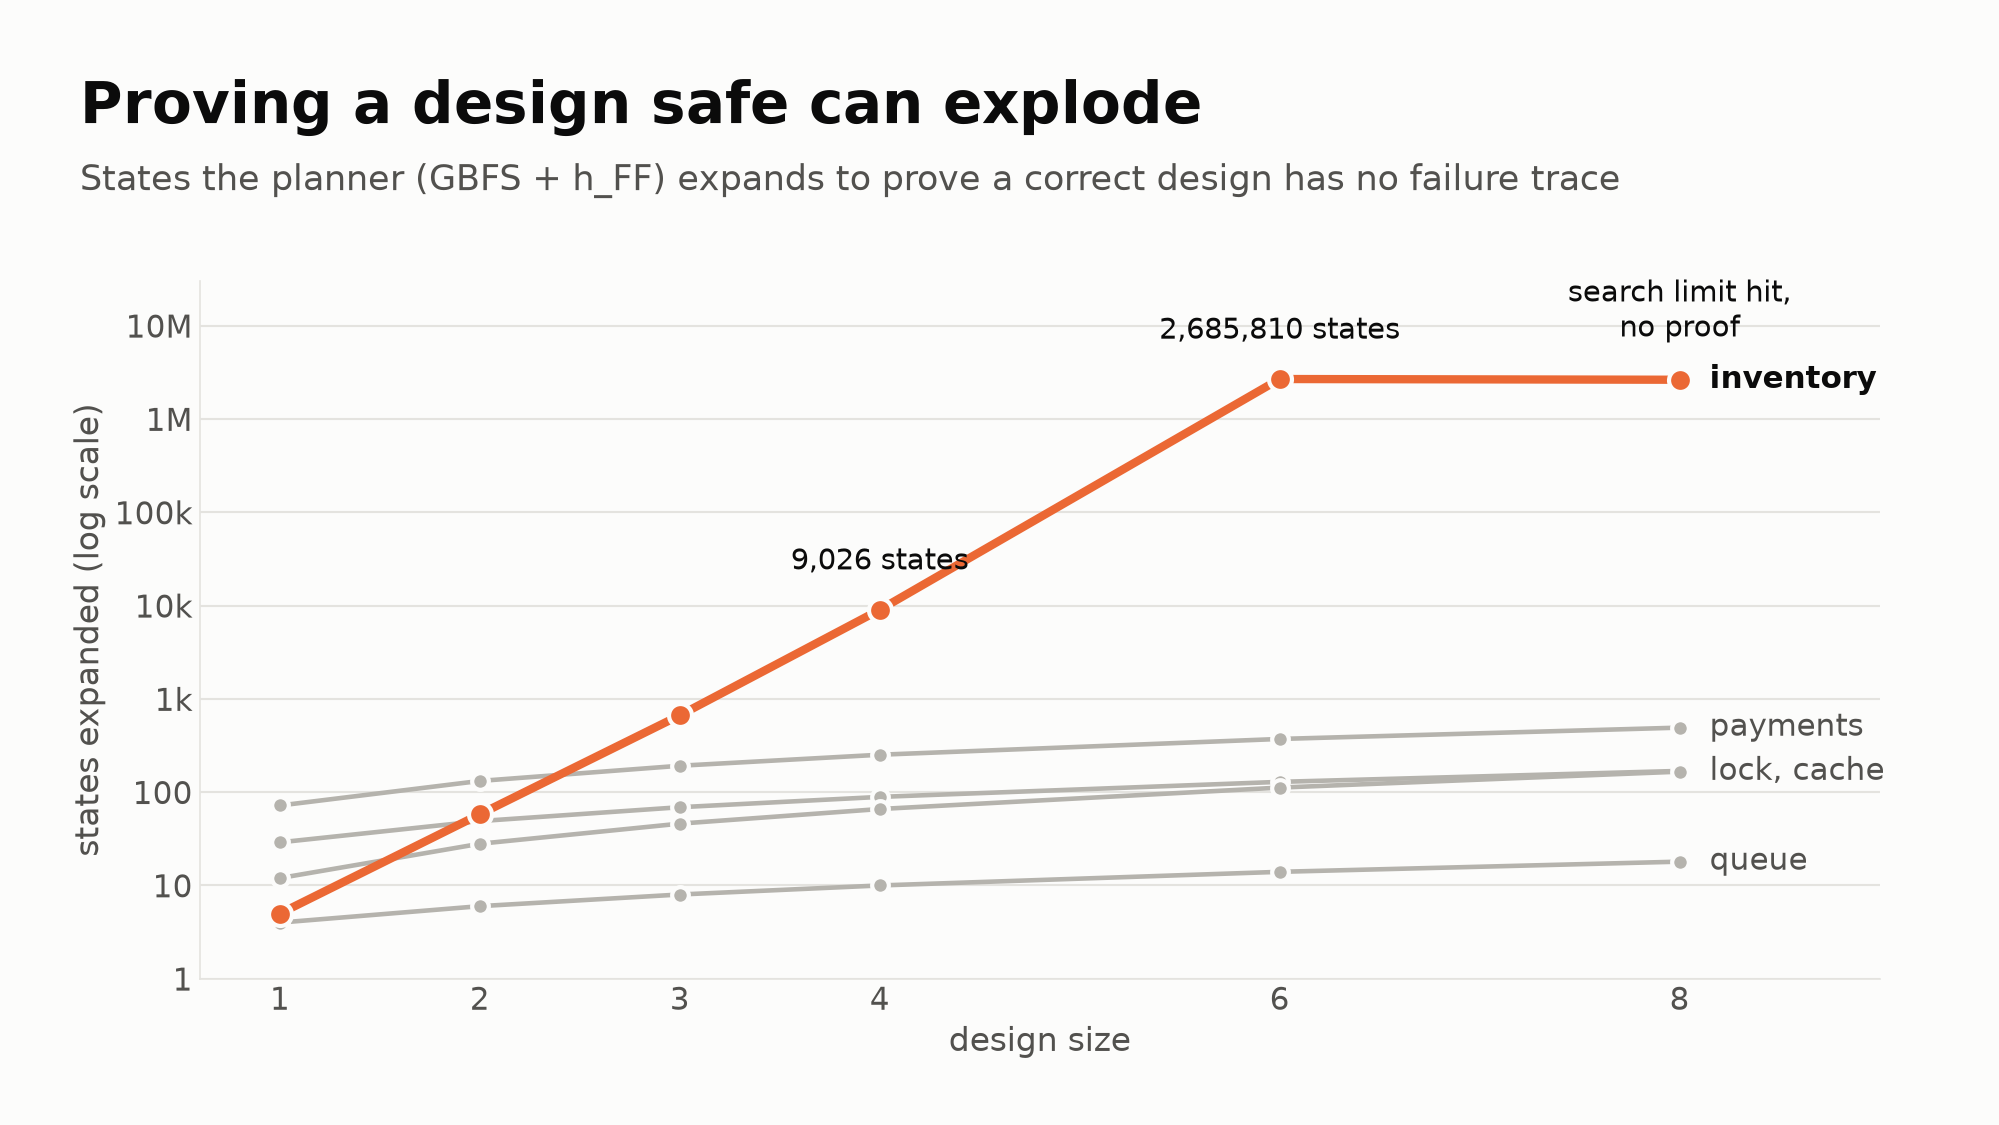 Proving a design safe can explode
States the planner (GBFS + h_FF) expands to prove a correct design has no failure trace
search limit hit,
no proof
2,685,810 states
9,026 states
inventory
payments
lock, cache
queue
states expanded (log scale)
10M
1M
100k
10k
1k
100
10
1
1 2 3 4 6 8
design size